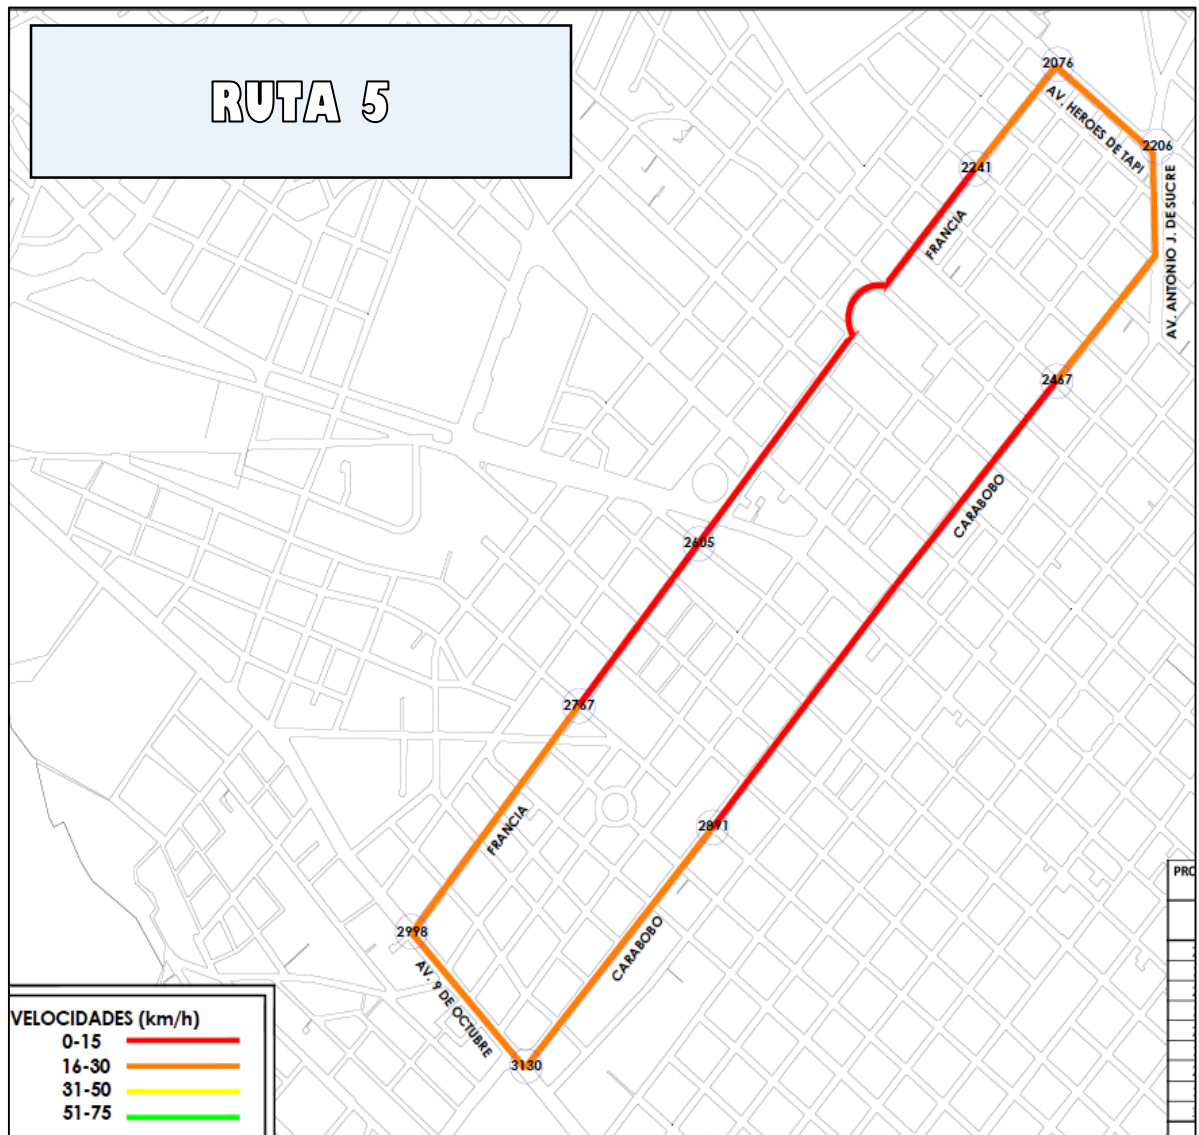 RUTA 5
2076
AV. HEROES DE TAPI
2206
2241
AV. ANTONIO J. DE SUCRE
FRANCIA
2467
CARABOBO
2605
2767
FRANCIA
2891
2998
CARABOBO
AV. 9 DE OCTUBRE
3130
VELOCIDADES (km/h)
0-15
16-30
31-50
51-75